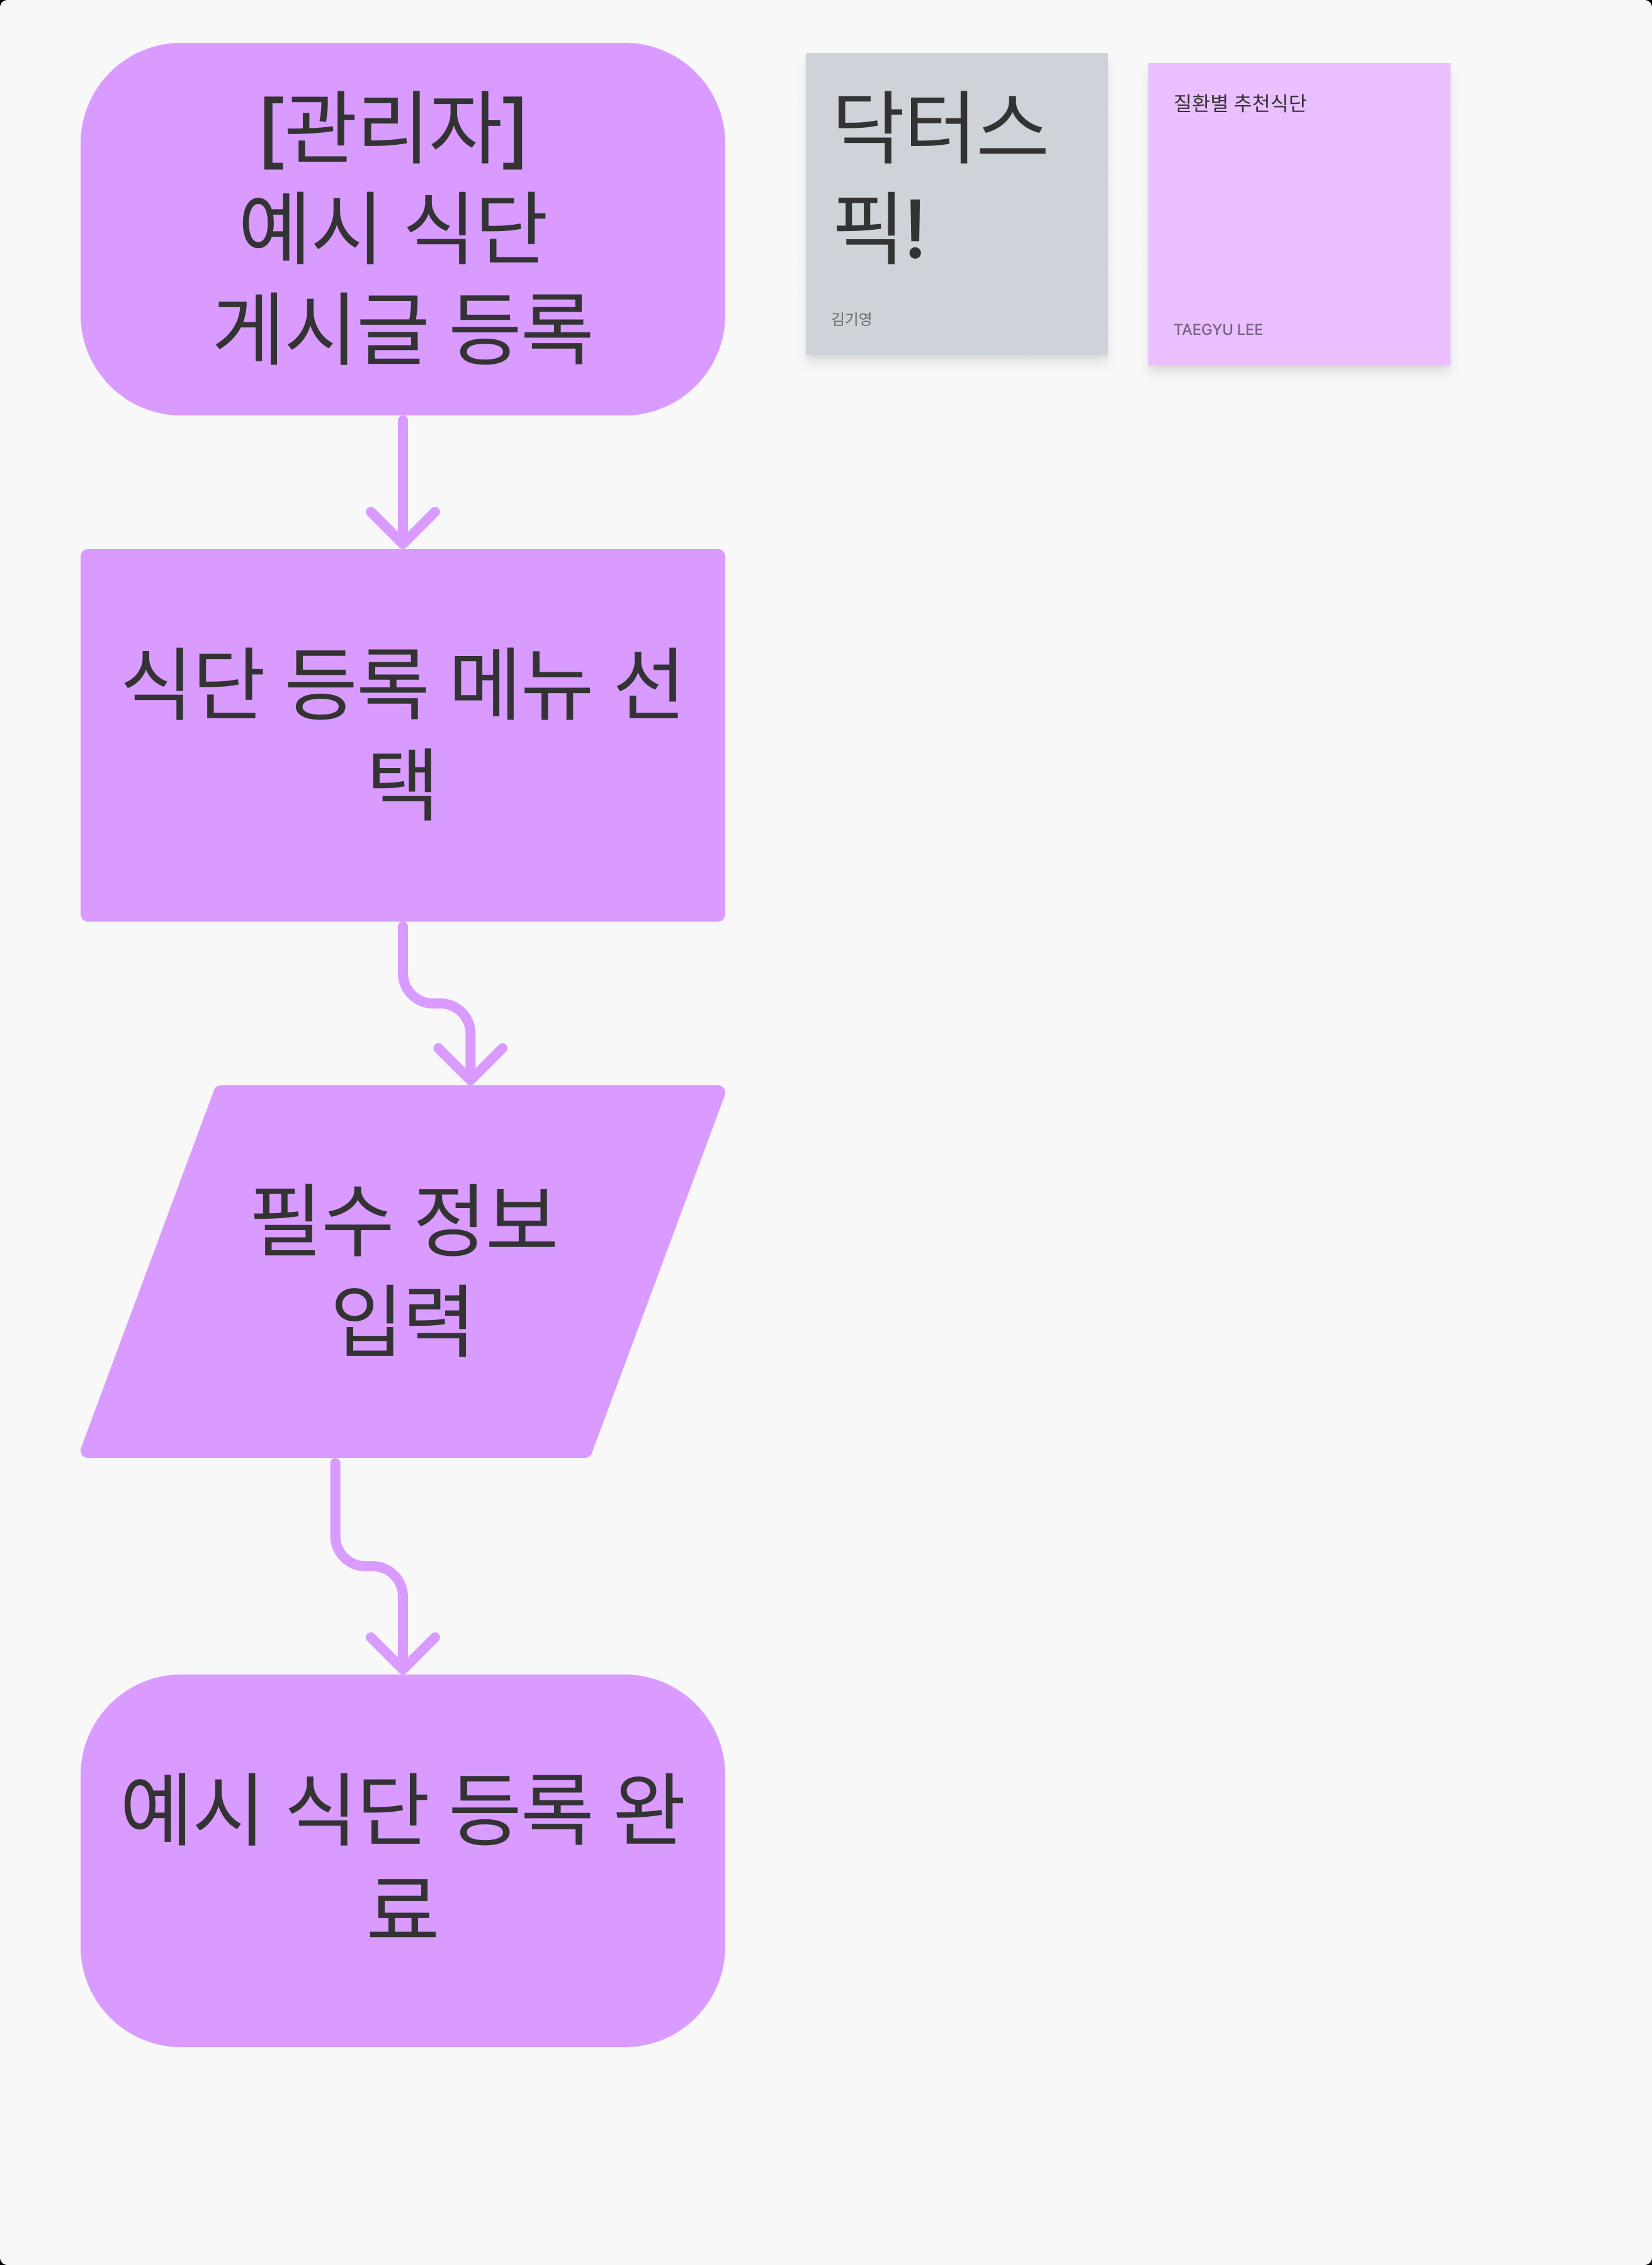 [관리자]
예시 식단
게시글 등록
닥터스
픽!
김기영
질환별 추천식단
TAEGYU LEE
식단 등록 메뉴 선
택
필수 정보
입력
예시 식단 등록 완
료